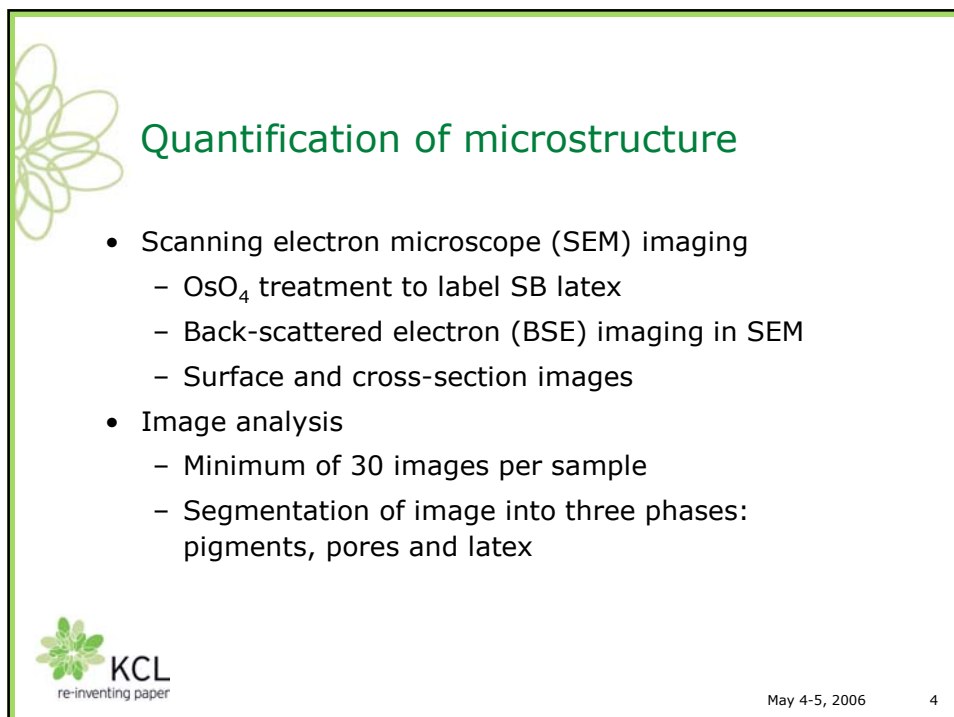 Quantification of microstructure
• Scanning electron microscope (SEM) imaging
– OsO₄ treatment to label SB latex
– Back-scattered electron (BSE) imaging in SEM
– Surface and cross-section images
• Image analysis
– Minimum of 30 images per sample
– Segmentation of image into three phases:
pigments, pores and latex
KCL
re-inventing paper
May 4-5, 2006 4